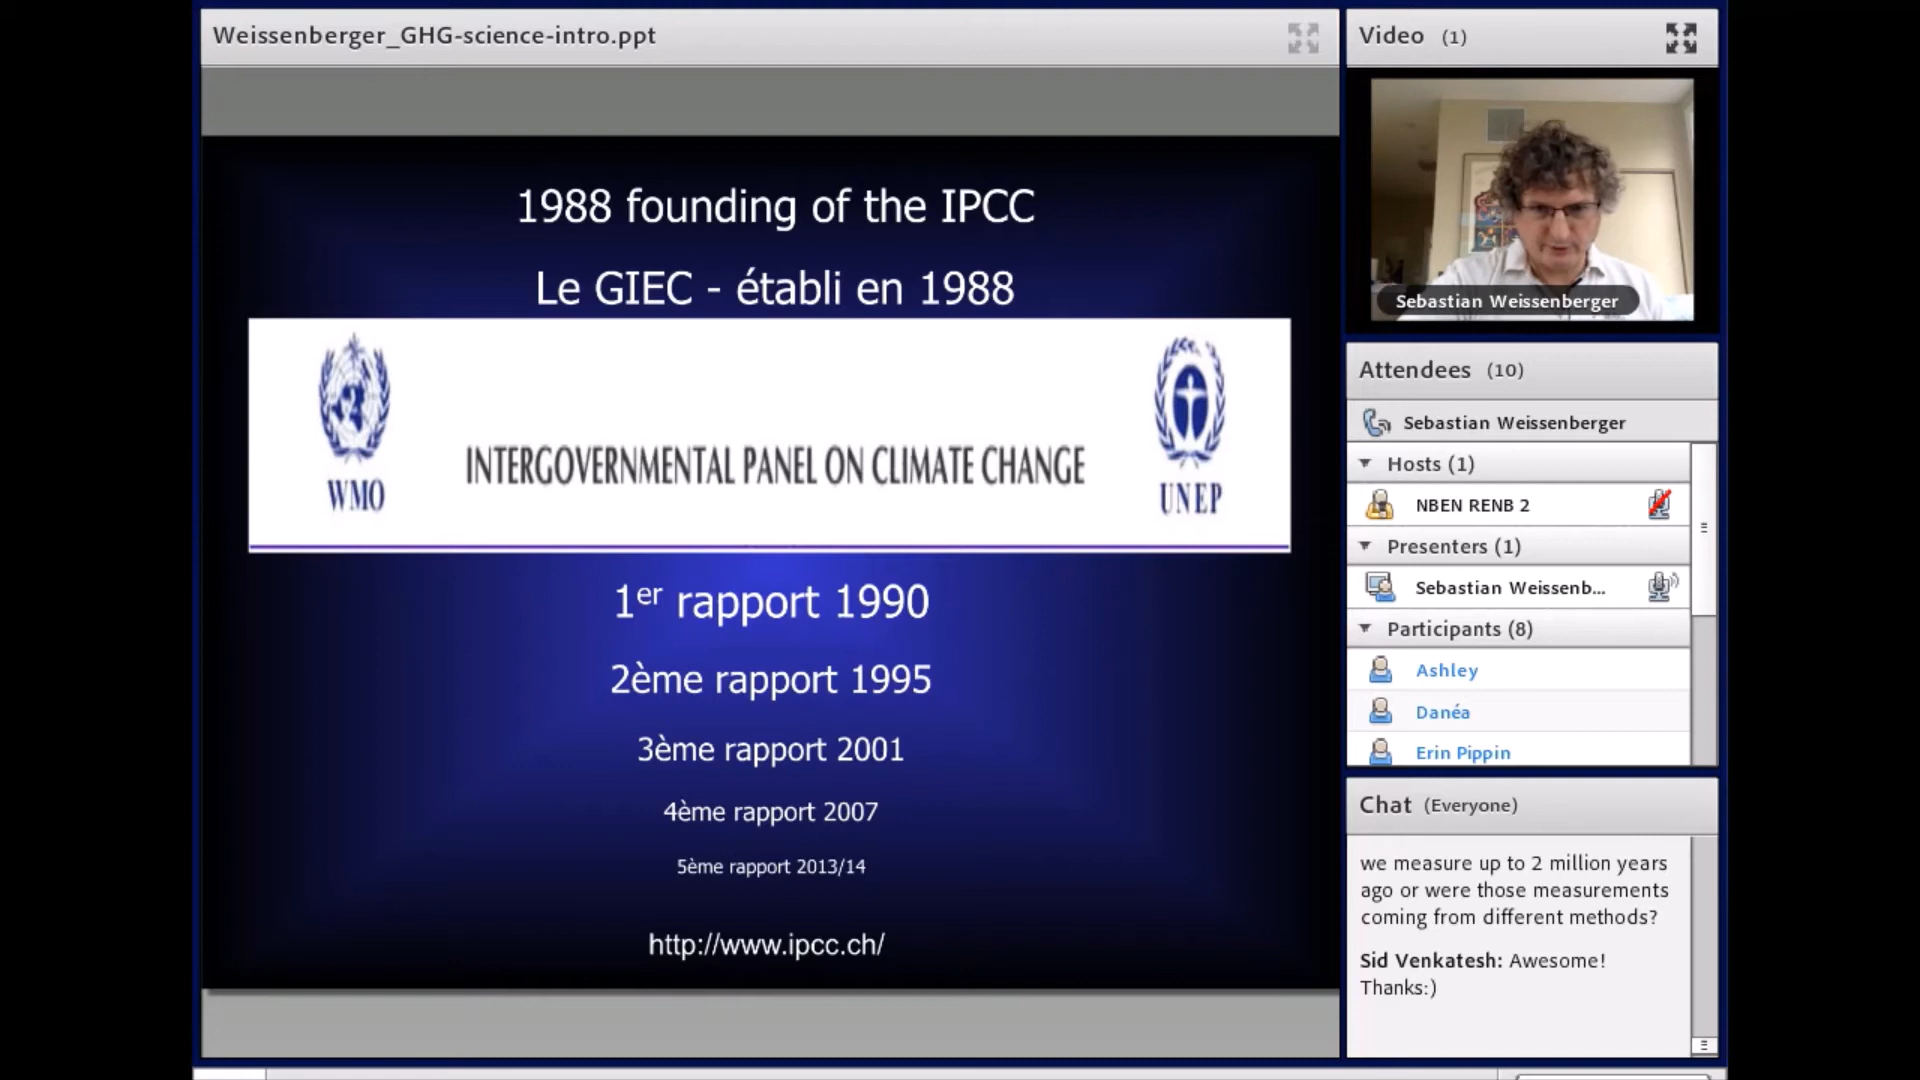 Weissenberger_GHG-science-intro.ppt
1988 founding of the IPCC
Le GIEC - établi en 1988
WMO
INTERGOVERNMENTAL PANEL ON CLIMATE CHANGE
UNEP
1er rapport 1990
2ème rapport 1995
3ème rapport 2001
4ème rapport 2007
5ème rapport 2013/14
http://www.ipcc.ch/
Video (1)
Sebastian Weissenberger
Attendees (10)
Sebastian Weissenberger
Hosts (1)
NBEN RENB 2
Presenters (1)
Sebastian Weissenb...
Participants (8)
Ashley
Danéa
Erin Pippin
Chat (Everyone)
we measure up to 2 million years
ago or were those measurements
coming from different methods?
Sid Venkatesh: Awesome!
Thanks:)